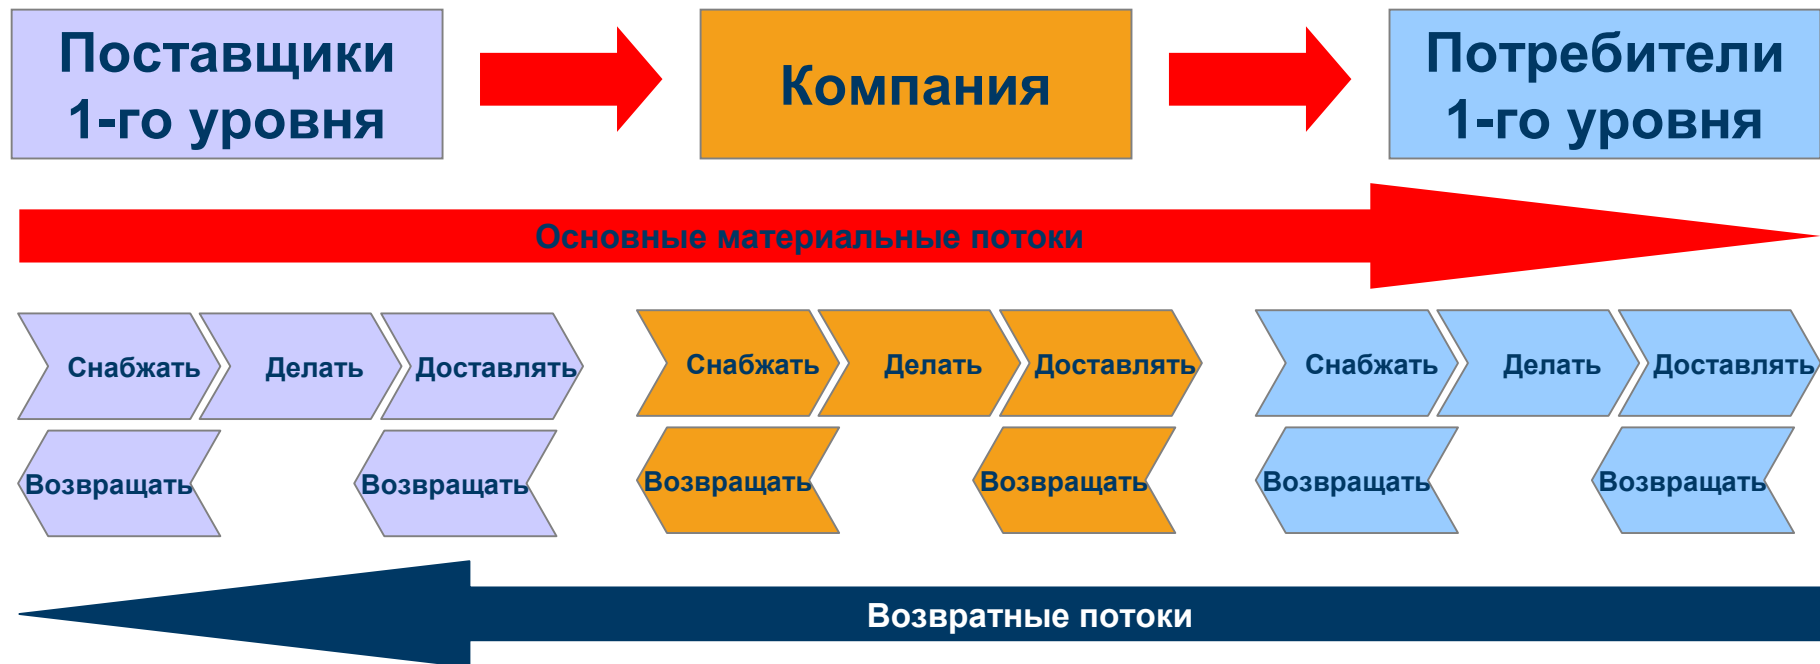 Поставщики
1-го уровня
Компания
Потребители
1-го уровня
Основные материальные потоки
Снабжать
Делать
Доставлять
Снабжать
Делать
Доставлять
Снабжать
Делать
Доставлять
Возвращать
Возвращать
Возвращать
Возвращать
Возвращать
Возвращать
Возвратные потоки